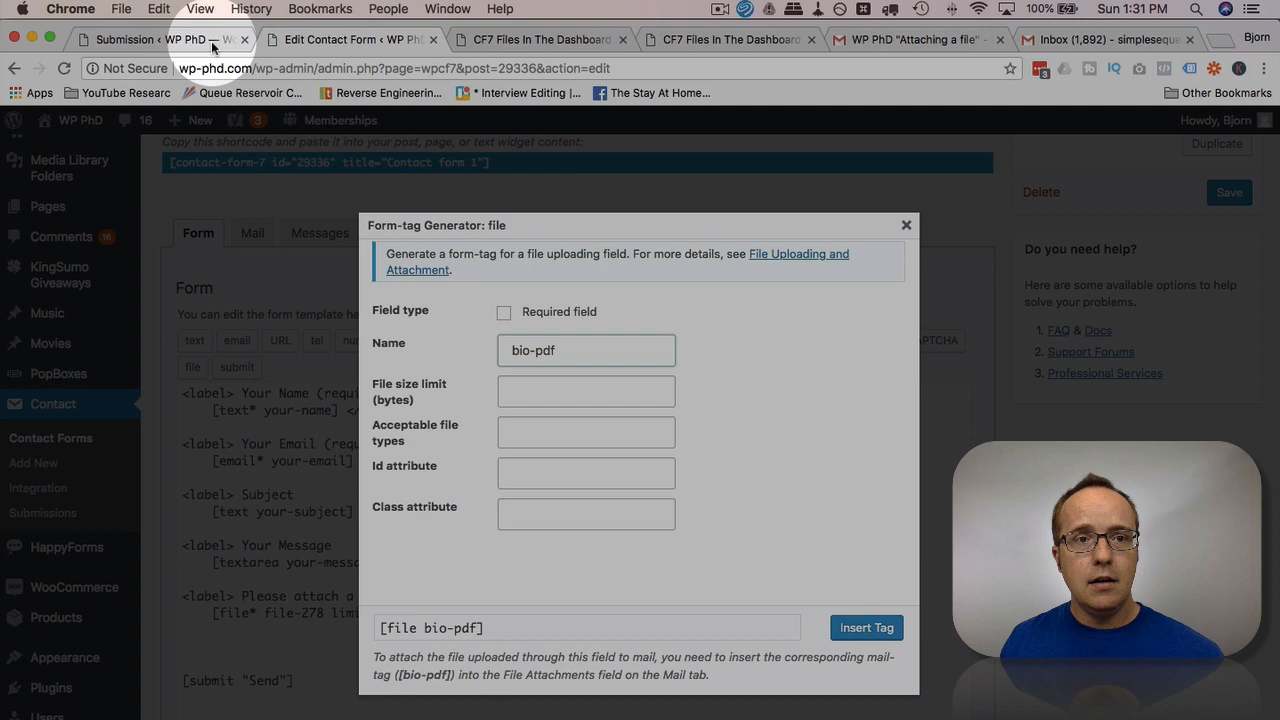 Chrome File Edit View History Bookmarks People Window Help 100% Sun 1:31 PM
Submission ‹ WP PhD — Wo
Edit Contact Form ‹ WP Ph
CF7 Files In The Dashboard
CF7 Files In The Dashboard
WP PhD "Attaching a file"
Inbox (1,892) - simpleseque
Bjorn
Not Secure wp-phd.com/wp-admin/admin.php?page=wpcf7&post=29336&action=edit
Apps YouTube Researc Queue Reservoir C... Reverse Engineerin... * Interview Editing |... The Stay At Home... Other Bookmarks
WP PhD 16 New 3 Memberships Howdy, Bjorn
Media Library
Folders
Pages
Comments 16
KingSumo
Giveaways
Music
Movies
PopBoxes
Contact
Contact Forms
Add New
Integration
Submissions
HappyForms
WooCommerce
Products
Appearance
Plugins
Users
Copy this shortcode and paste it into your post, page, or text widget content:
[contact-form-7 id="29336" title="Contact form 1"]
Form Mail Messages
Form
You can edit the form template he
text email URL tel
file submit
<label> Your Name (requi
[text* your-name] </
<label> Your Email (requ
[email* your-email]
<label> Subject
[text your-subject]
<label> Your Message
[textarea your-messa
<label> Please attach a
[file* file-278 limi
[submit "Send"]
Form-tag Generator: file
Generate a form-tag for a file uploading field. For more details, see File Uploading and
Attachment.
Field type Required field
Name bio-pdf
File size limit
(bytes)
Acceptable file
types
Id attribute
Class attribute
[file bio-pdf] Insert Tag
To attach the file uploaded through this field to mail, you need to insert the corresponding mail-
tag ([bio-pdf]) into the File Attachments field on the Mail tab.
Duplicate
Delete Save
Do you need help?
Here are some available options to help
solve your problems.
1. FAQ & Docs
2. Support Forums
3. Professional Services